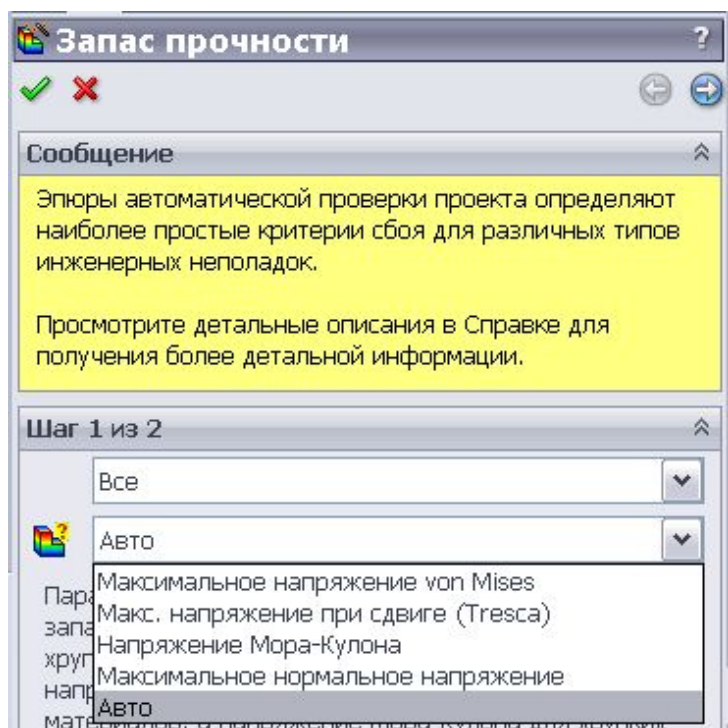 Запас прочности
?
Сообщение
Эпюры автоматической проверки проекта определяют
наиболее простые критерии сбоя для различных типов
инженерных неполадок.
Просмотрите детальные описания в Справке для
получения более детальной информации.
Шаг 1 из 2
Все
Авто
Максимальное напряжение von Mises
Макс. напряжение при сдвиге (Tresca)
Напряжение Мора-Кулона
Максимальное нормальное напряжение
Авто